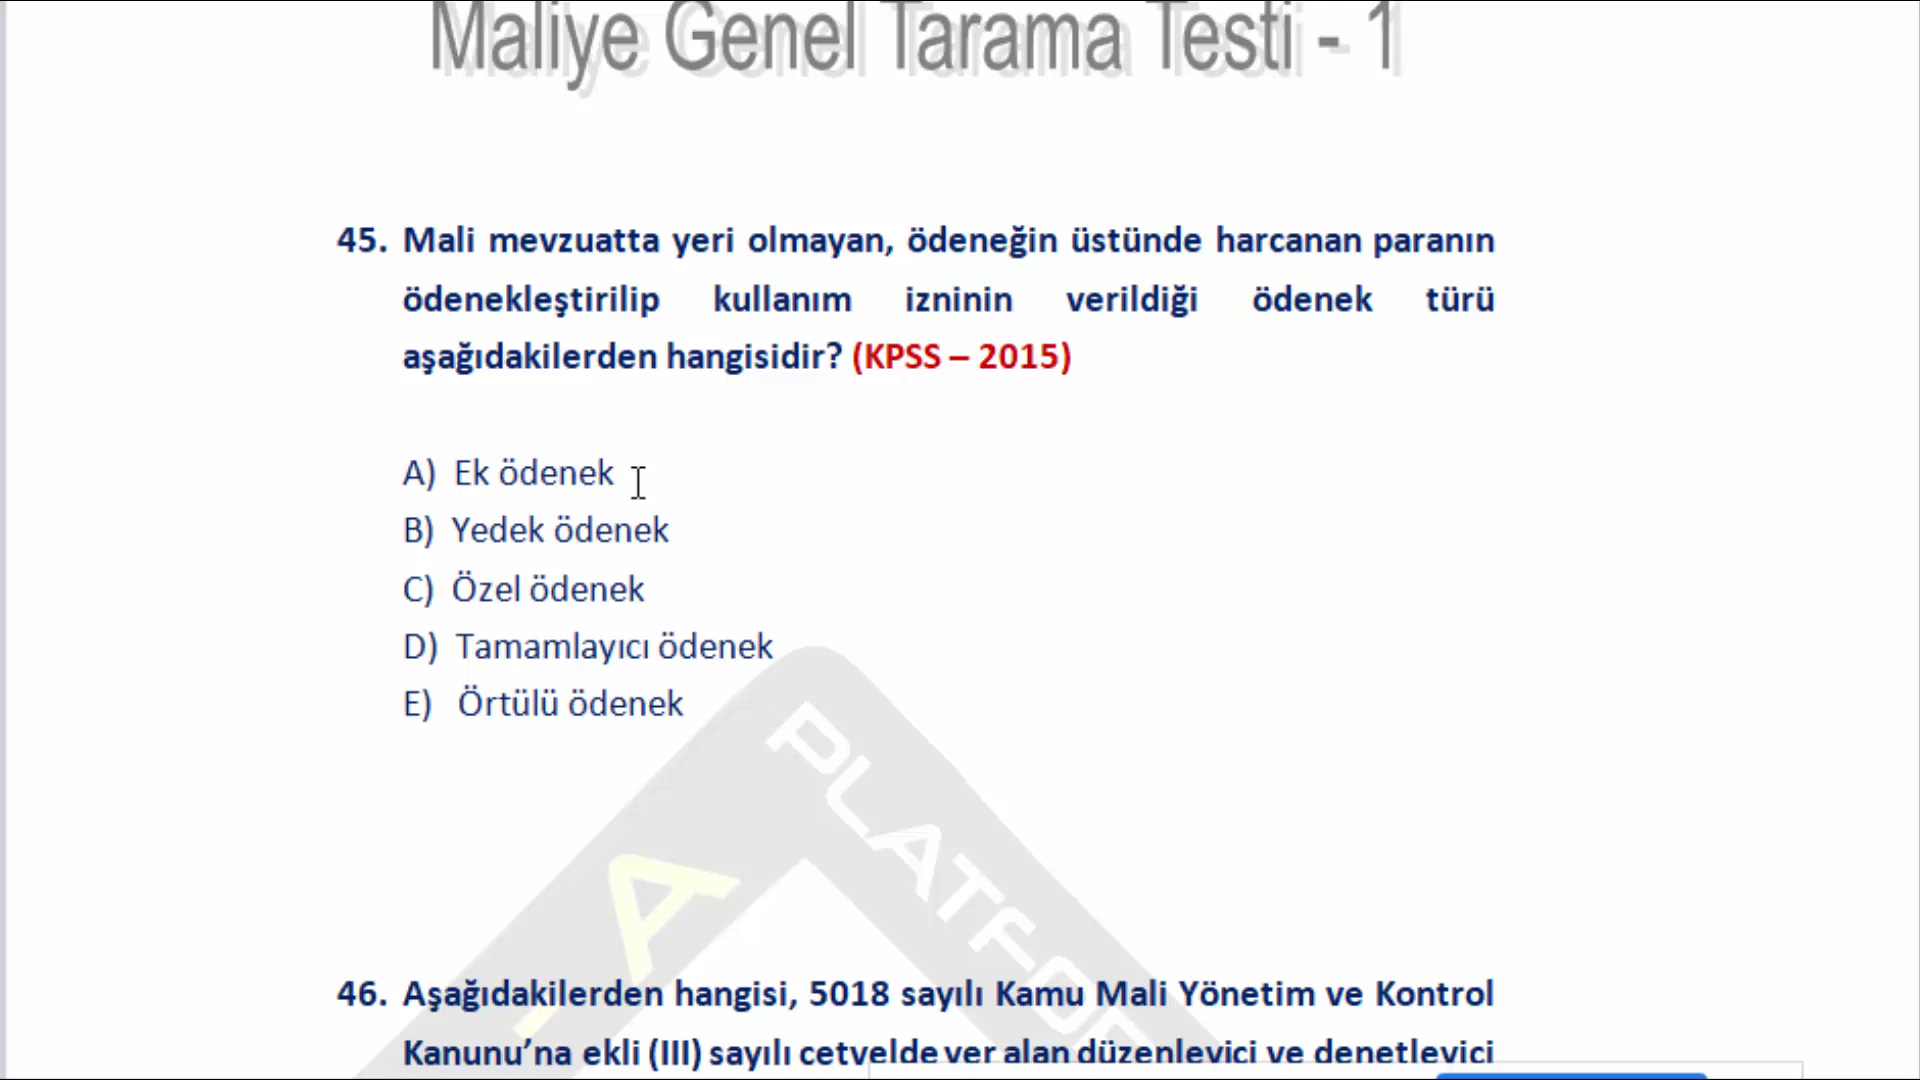 Maliye Genel Tarama Testi - 1
45. Mali mevzuatta yeri olmayan, ödeneğin üstünde harcanan paranın
ödenekleştirilip kullanım izninin verildiği ödenek türü
aşağıdakilerden hangisidir? (KPSS – 2015)
A) Ek ödenek
B) Yedek ödenek
C) Özel ödenek
D) Tamamlayıcı ödenek
E) Örtülü ödenek
A
PLATFO
46. Aşağıdakilerden hangisi, 5018 sayılı Kamu Mali Yönetim ve Kontrol
Kanunu’na ekli (III) sayılı cetvelde yer alan düzenleyici ve denetleyici